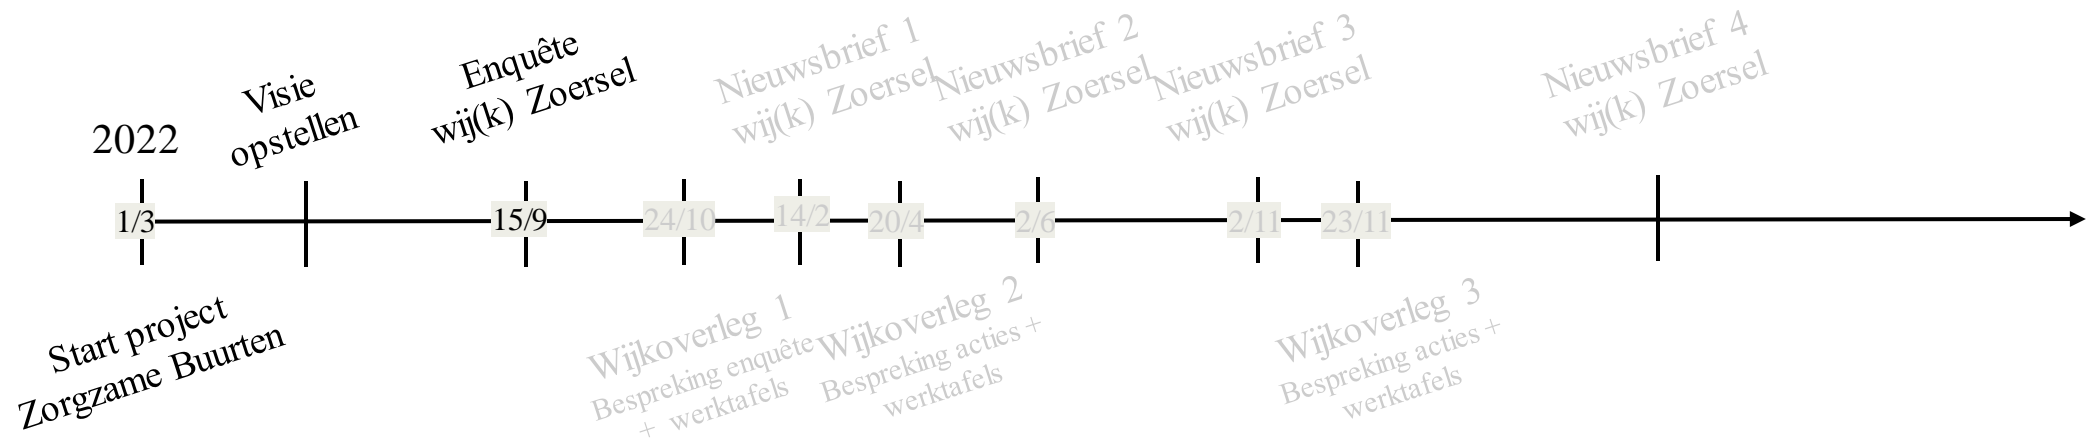 2022
Visie
opstellen
Enquête
wij(k) Zoersel
Nieuwsbrief 1
wij(k) Zoersel
Nieuwsbrief 2
wij(k) Zoersel
Nieuwsbrief 3
wij(k) Zoersel
Nieuwsbrief 4
wij(k) Zoersel
1/3
15/9
24/10
14/2
20/4
2/6
2/11
23/11
Start project
Zorgzame Buurten
Wijkoverleg 1
Bespreking enquête
+ werktafels
Wijkoverleg 2
Bespreking acties +
werktafels
Wijkoverleg 3
Bespreking acties +
werktafels